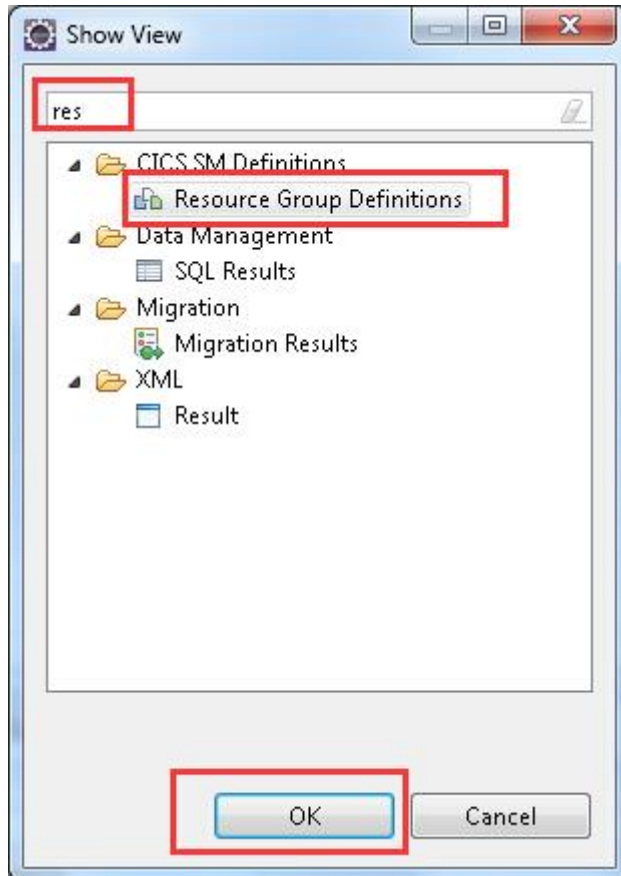 Show View
res
CICS SM Definitions
Resource Group Definitions
Data Management
SQL Results
Migration
Migration Results
XML
Result
OK
Cancel